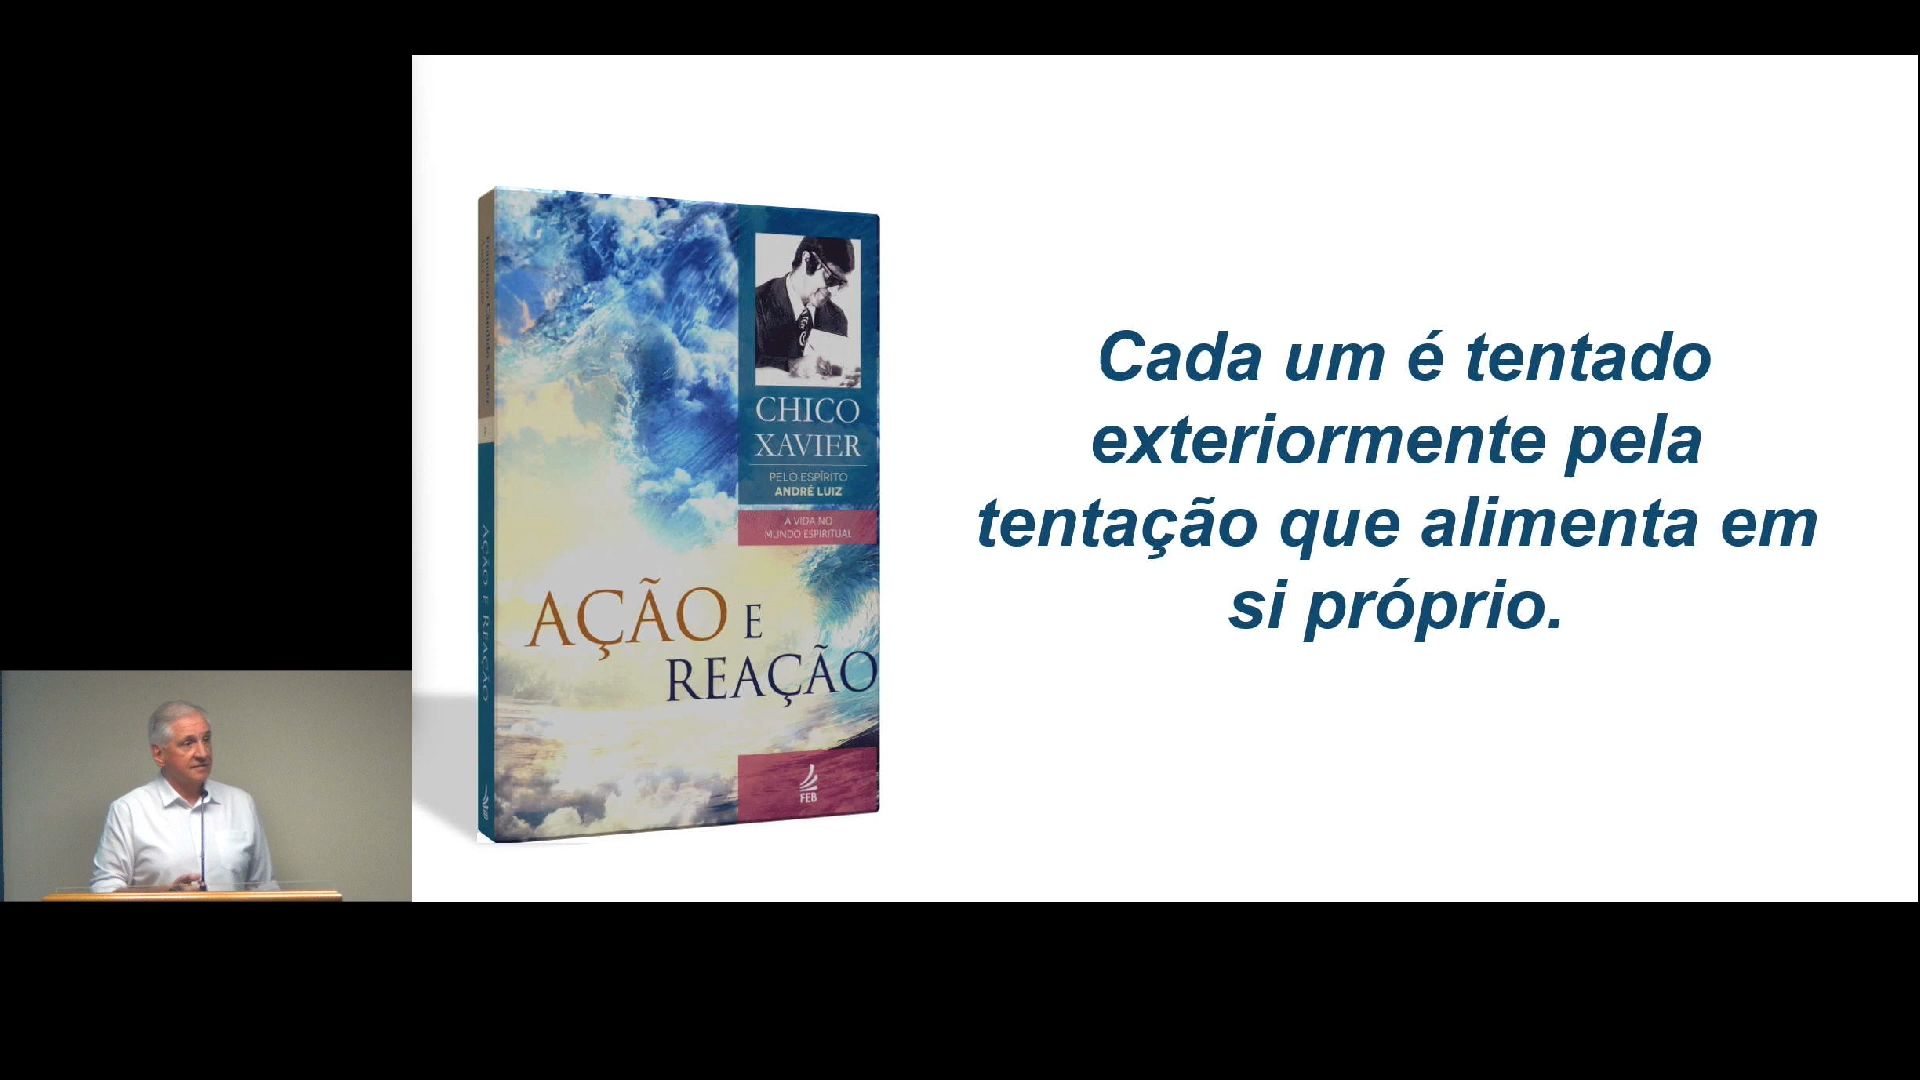 CHICO
XAVIER
PELO ESPÍRITO
ANDRÉ LUIZ
A VIDA NO
MUNDO ESPIRITUAL
AÇÃO E
REAÇÃO
FEB
AÇÃO E REAÇÃO
Cada um é tentado
exteriormente pela
tentação que alimenta em
si próprio.